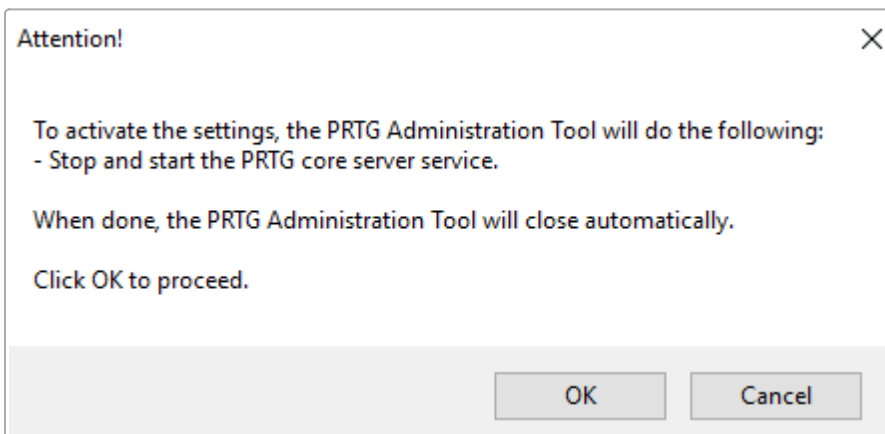 Attention!
To activate the settings, the PRTG Administration Tool will do the following:
- Stop and start the PRTG core server service.
When done, the PRTG Administration Tool will close automatically.
Click OK to proceed.
OK
Cancel